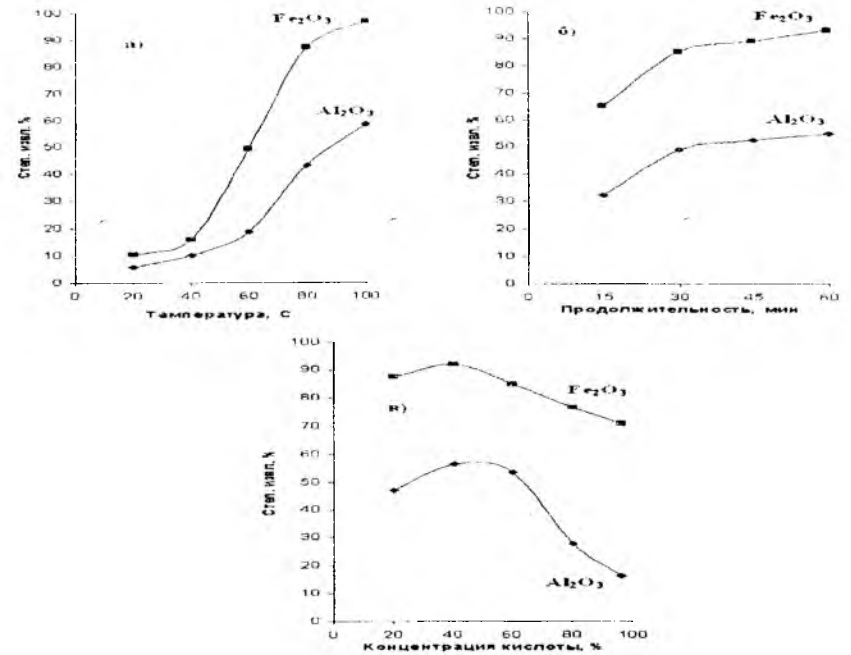 Fe₂O₃
а)
Al₂O₃
Степ. извл. %
100
90
80
70
60
50
40
30
20
10
0
0 20 40 60 80 100
Тампература, С
Fe₂O₃
б)
Al₂O₃
Степ. извл. %
100
90
80
70
60
50
40
30
20
10
0
0 15 30 45 60
Продолжительность, мин
Fe₂O₃
в)
Al₂O₃
Степ. извл. %
100
90
80
70
60
50
40
30
20
10
0
0 20 40 60 80 100
Концентрация кислоты, %